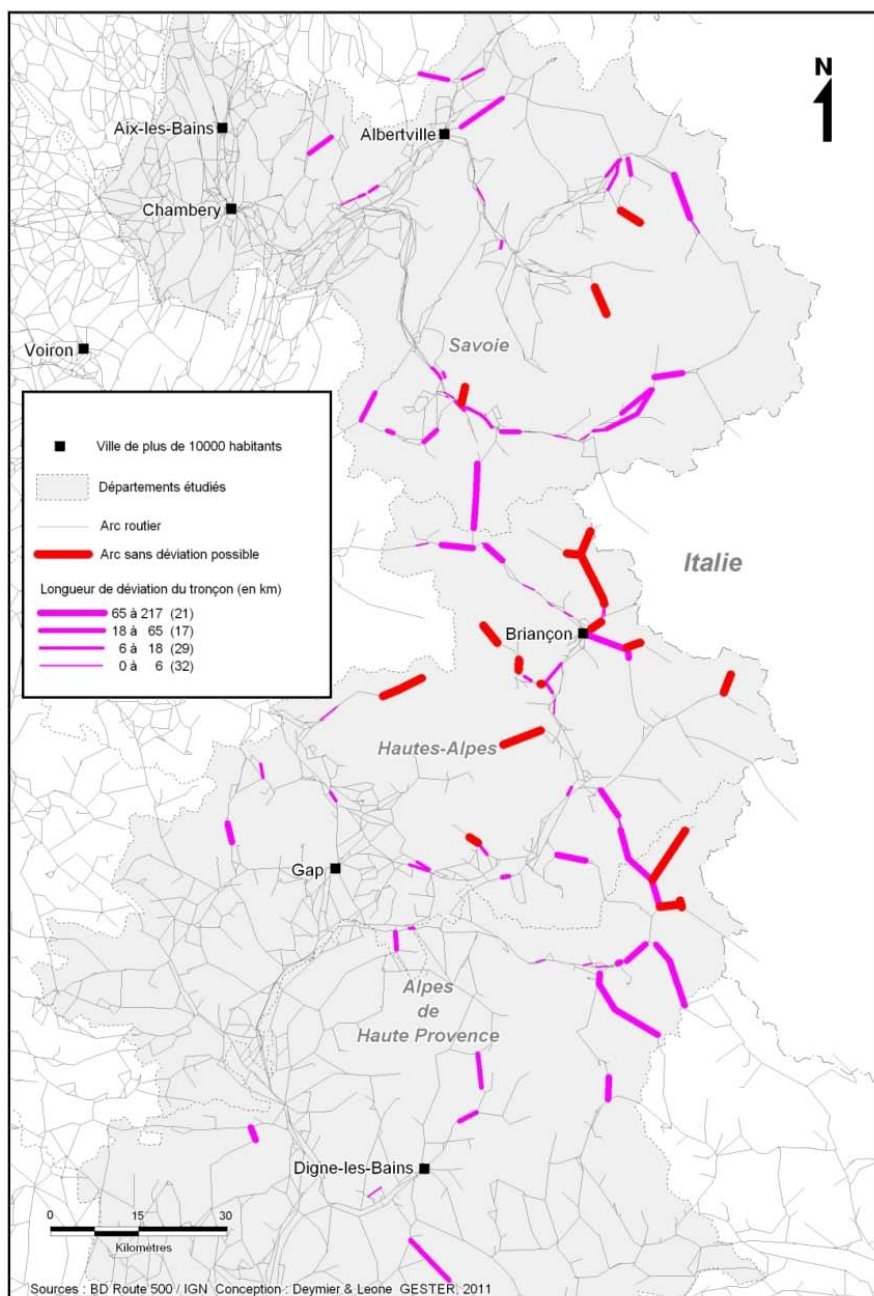 N
Aix-les-Bains
Albertville
Chambery
Voiron
Savoie
Ville de plus de 10000 habitants
Départements étudiés
Arc routier
Arc sans déviation possible
Longueur de déviation du tronçon (en km)
65 à 217 (21)
18 à 65 (17)
6 à 18 (29)
0 à 6 (32)
Italie
Briançon
Hautes-Alpes
Gap
Alpes
de
Haute Provence
Digne-les-Bains
0 15 30
Kilomètres
Sources : BD Route 500 / IGN Conception : Deymier & Leone GESTER, 2011